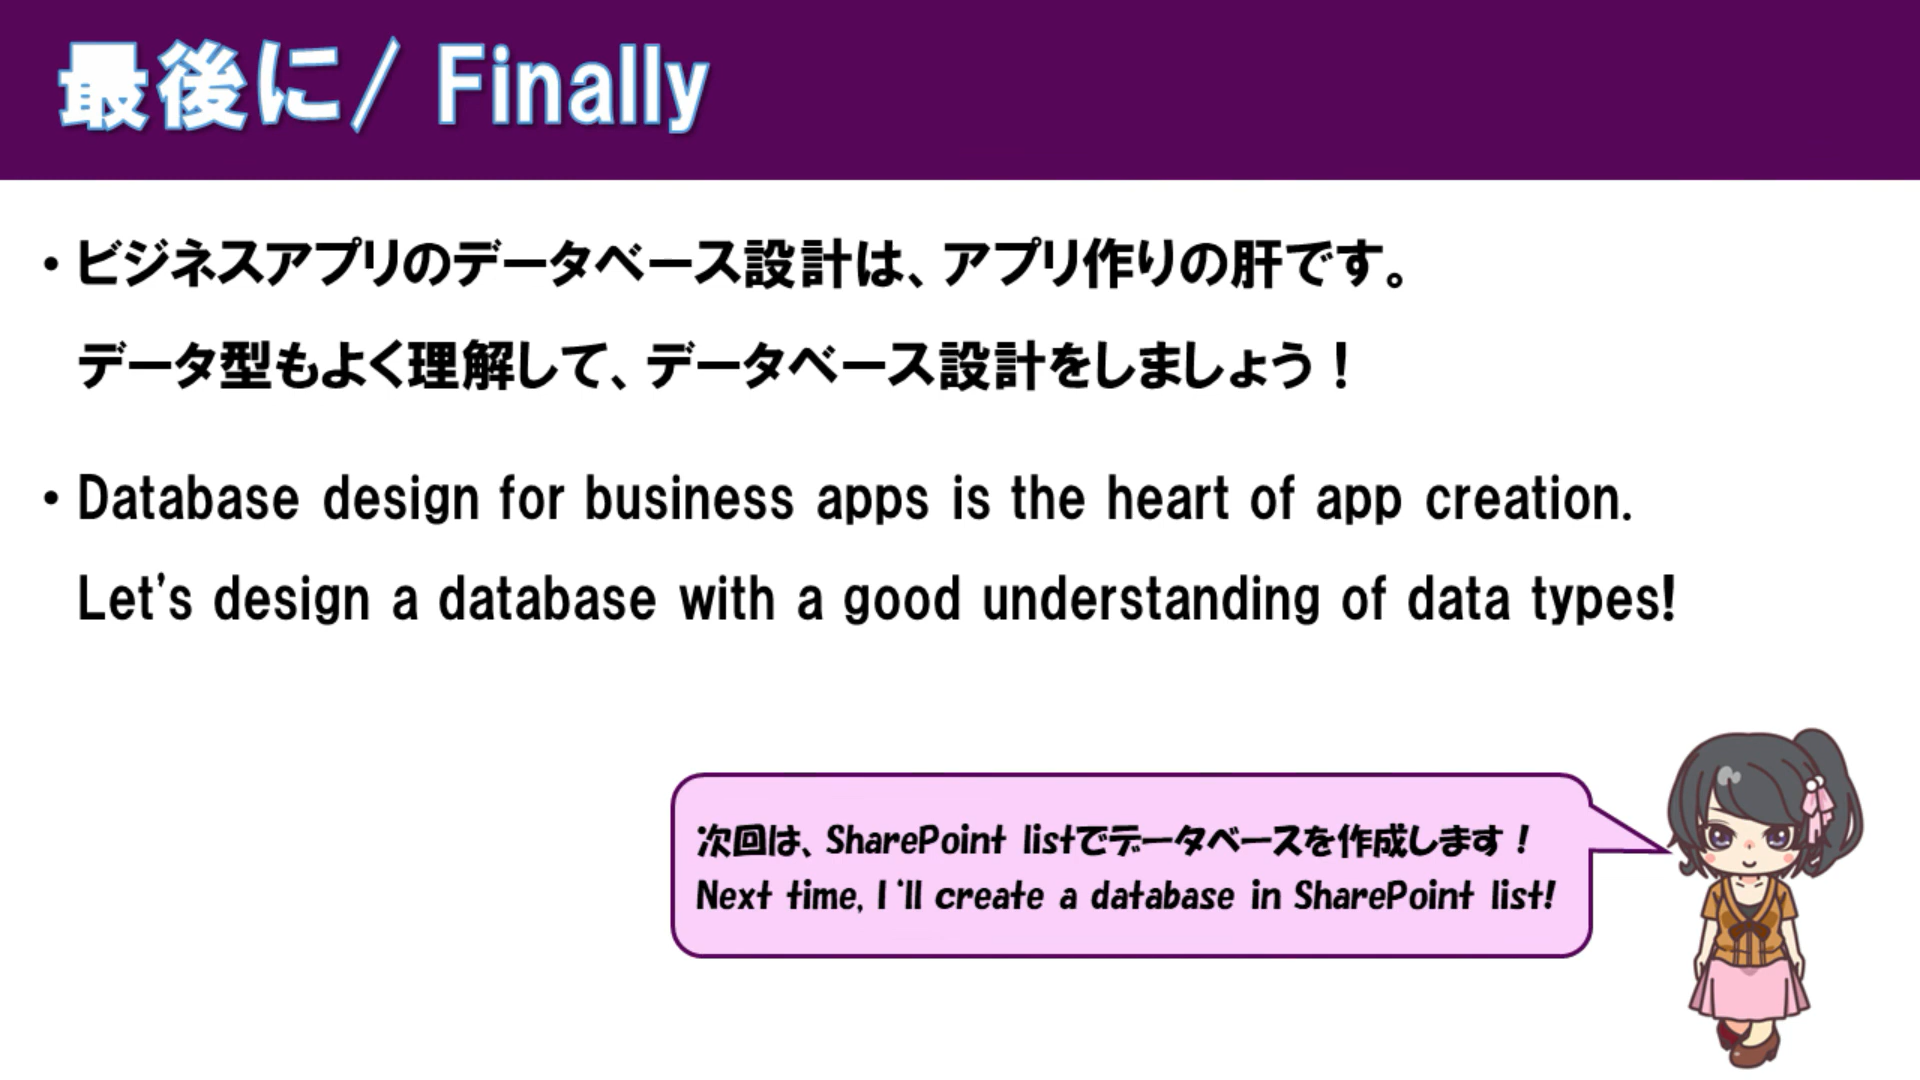 最後に/ Finally
・ビジネスアプリのデータベース設計は、アプリ作りの肝です。
データ型もよく理解して、データベース設計をしましょう！
・Database design for business apps is the heart of app creation.
Let's design a database with a good understanding of data types!
次回は、SharePoint listでデータベースを作成します！
Next time, I‘ll create a database in SharePoint list!